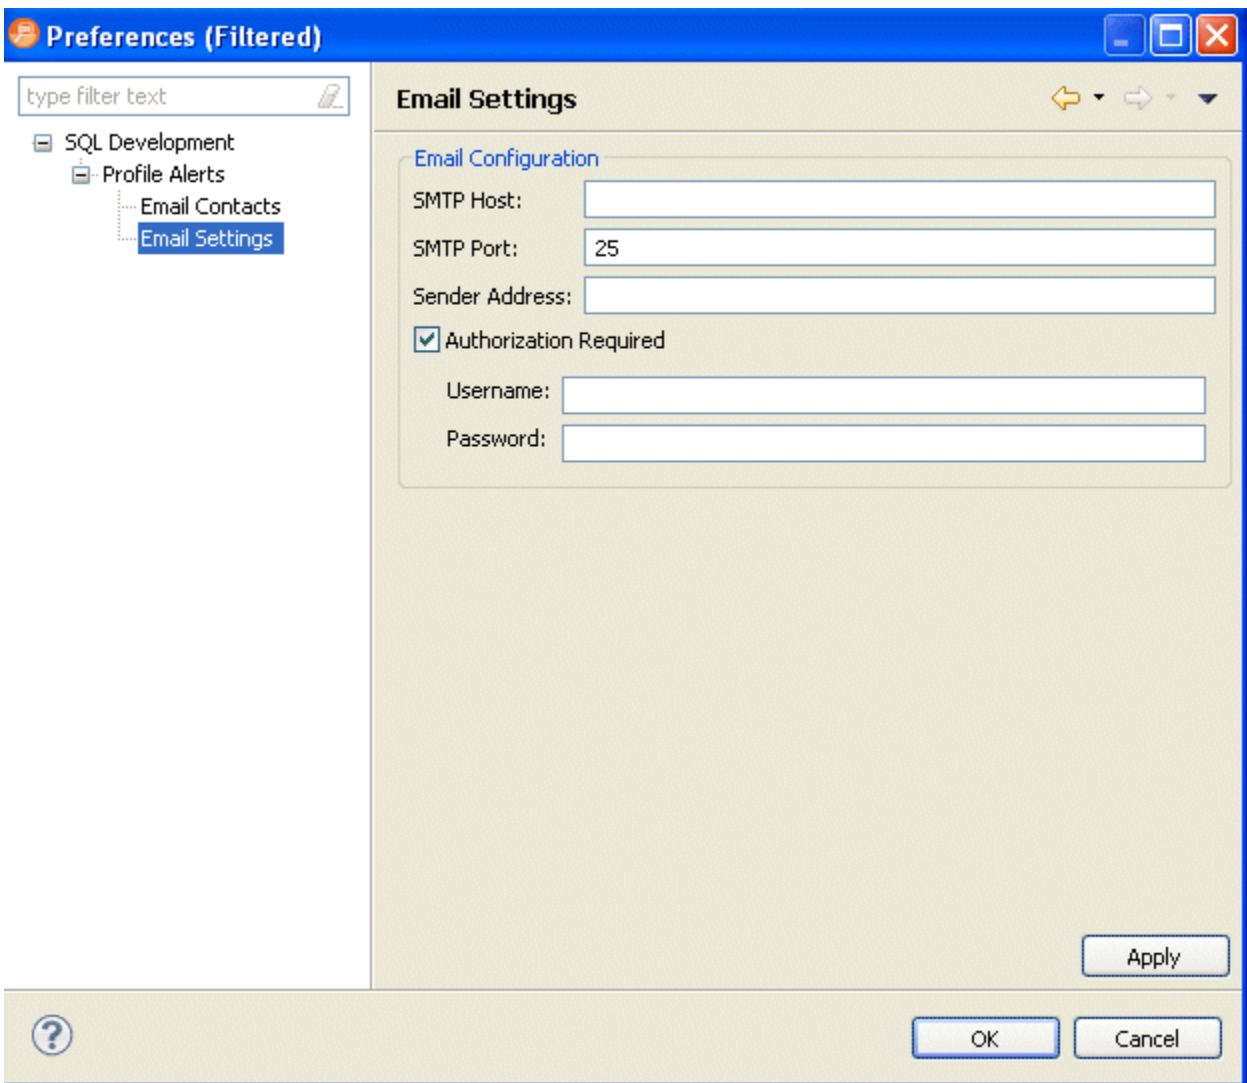 Preferences (Filtered)
type filter text
SQL Development
Profile Alerts
Email Contacts
Email Settings
Email Settings
Email Configuration
SMTP Host:
SMTP Port: 25
Sender Address:
Authorization Required
Username:
Password:
Apply
OK Cancel